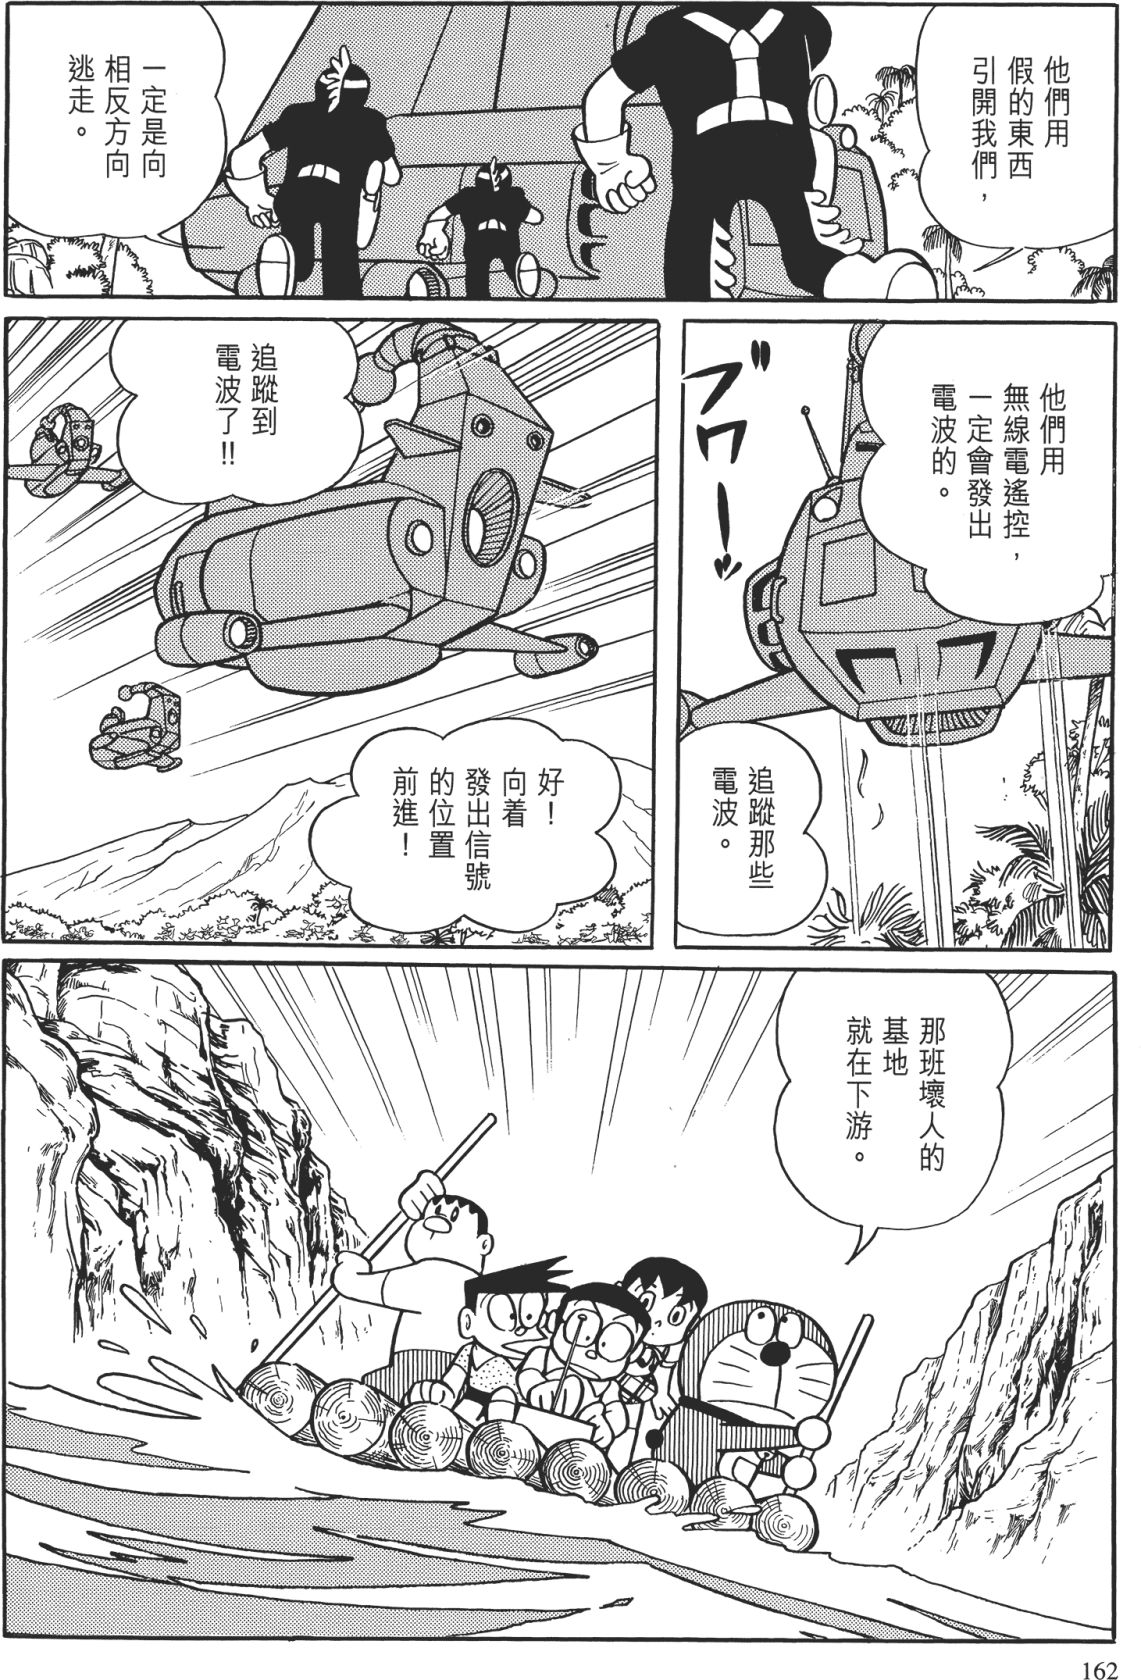 他們用
假的東西
引開我們，
一定是向
相反方向
逃走。
他們用
無線電遙控，
一定會發出
電波的。
ブワーッ
追蹤那些
電波。
追蹤到
電波了!!
好！
向着
發出信號
的位置
前進！
那班壞人的
基地
就在下游。
162